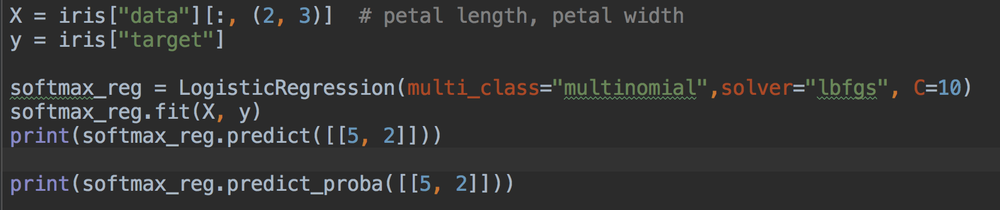 X = iris["data"][:, (2, 3)]  # petal length, petal width
y = iris["target"]
softmax_reg = LogisticRegression(multi_class="multinomial",solver="lbfgs", C=10)
softmax_reg.fit(X, y)
print(softmax_reg.predict([[5, 2]]))
print(softmax_reg.predict_proba([[5, 2]]))